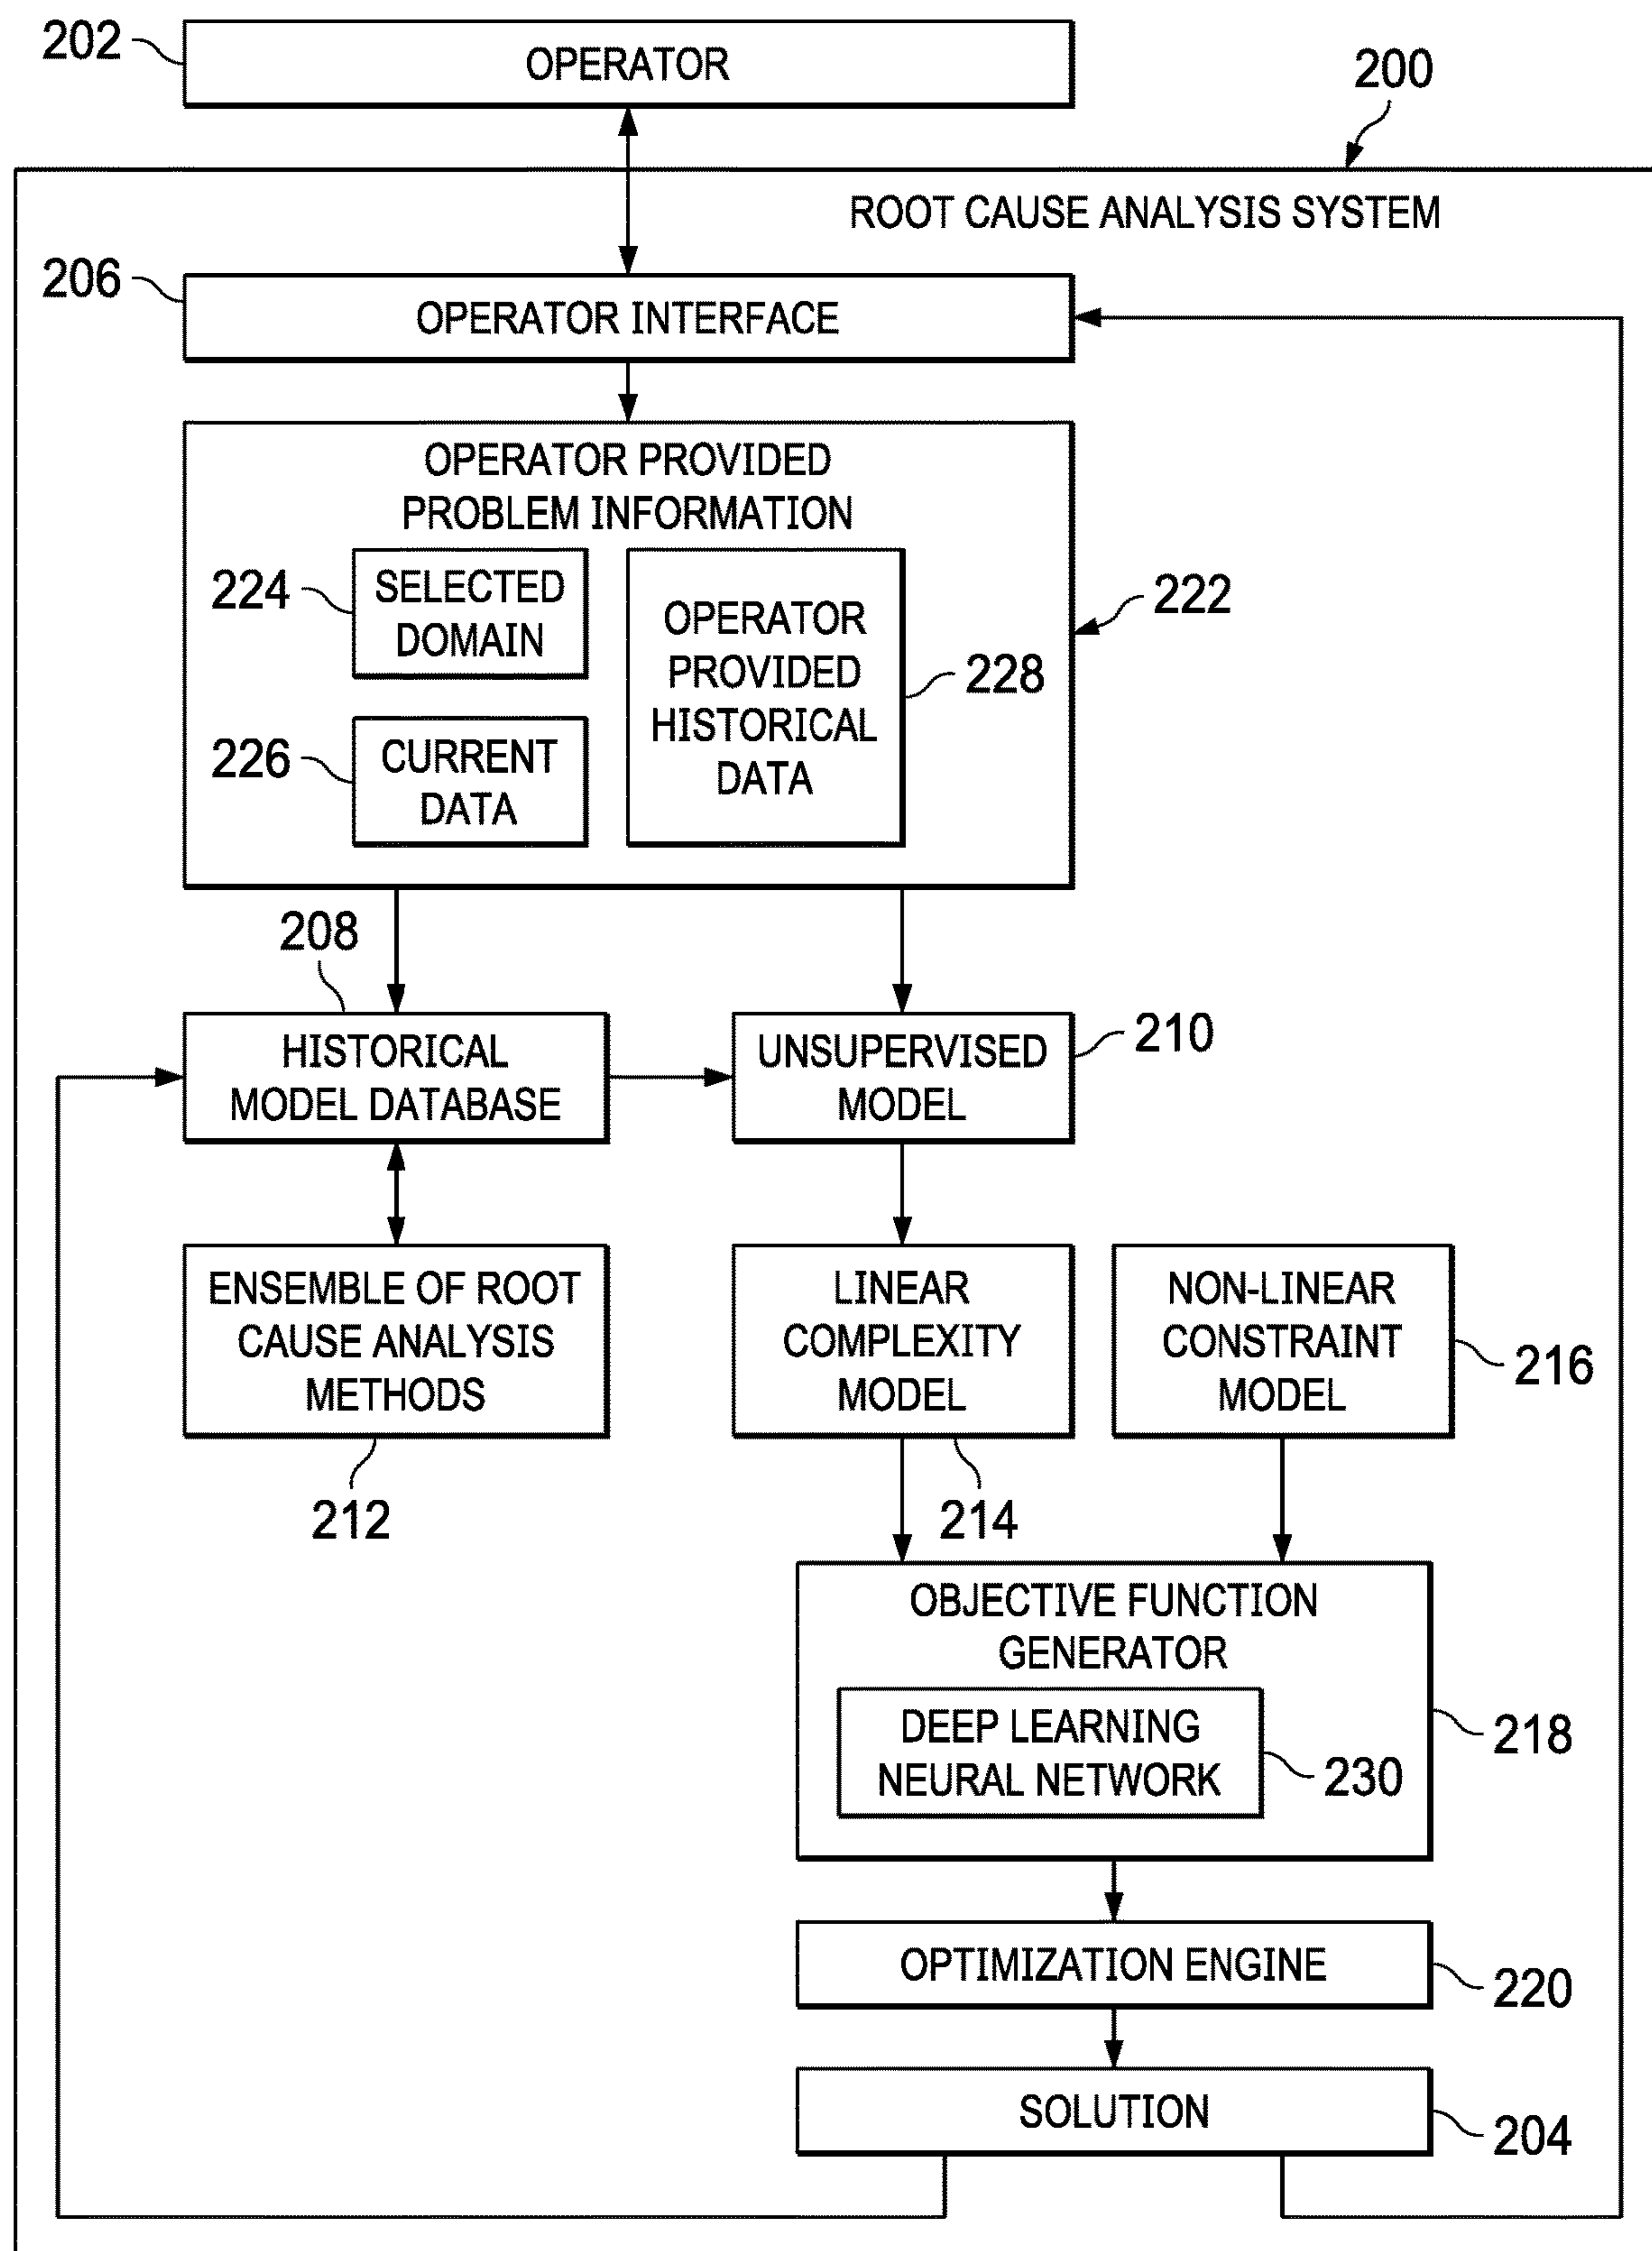 202
OPERATOR
200
ROOT CAUSE ANALYSIS SYSTEM
206
OPERATOR INTERFACE
OPERATOR PROVIDED
PROBLEM INFORMATION
224
SELECTED
DOMAIN
226
CURRENT
DATA
OPERATOR
PROVIDED
HISTORICAL
DATA
228
222
208
HISTORICAL
MODEL DATABASE
UNSUPERVISED
MODEL
210
ENSEMBLE OF ROOT
CAUSE ANALYSIS
METHODS
212
LINEAR
COMPLEXITY
MODEL
214
NON-LINEAR
CONSTRAINT
MODEL
216
OBJECTIVE FUNCTION
GENERATOR
DEEP LEARNING
NEURAL NETWORK
230
218
OPTIMIZATION ENGINE
220
SOLUTION
204